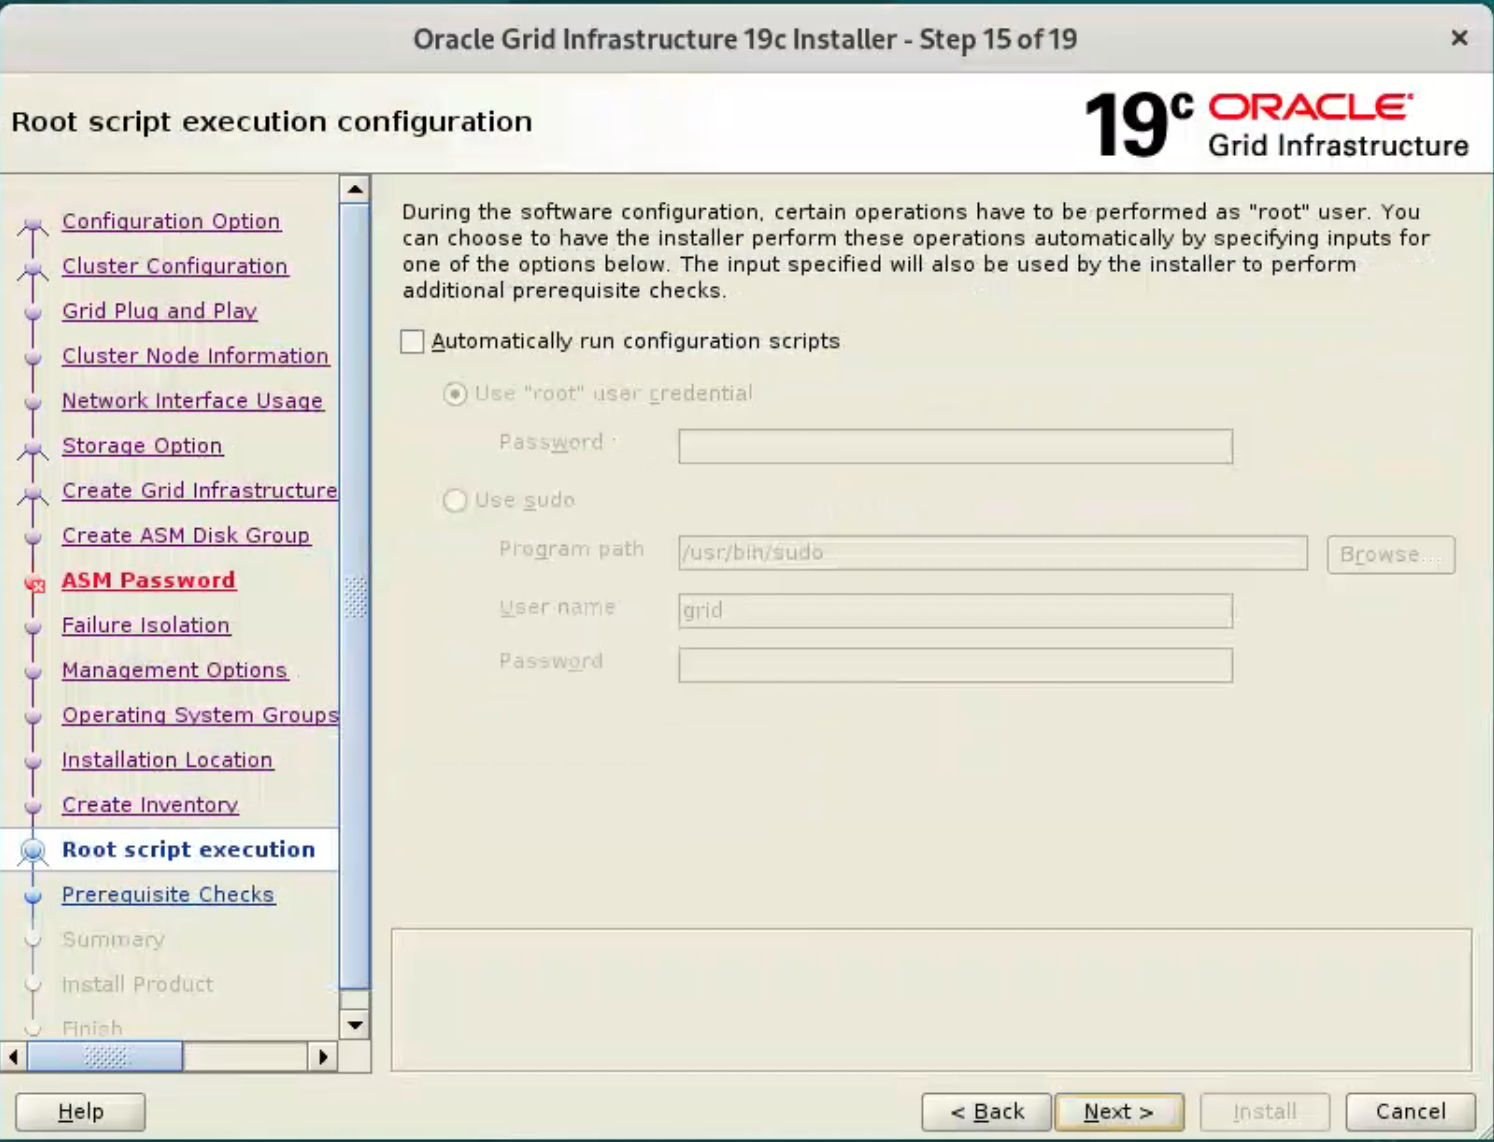 Oracle Grid Infrastructure 19c Installer - Step 15 of 19
Root script execution configuration
19c ORACLE
Grid Infrastructure
Configuration Option
Cluster Configuration
Grid Plug and Play
Cluster Node Information
Network Interface Usage
Storage Option
Create Grid Infrastructure
Create ASM Disk Group
ASM Password
Failure Isolation
Management Options
Operating System Groups
Installation Location
Create Inventory
Root script execution
Prerequisite Checks
Summary
Install Product
Finish
During the software configuration, certain operations have to be performed as "root" user. You
can choose to have the installer perform these operations automatically by specifying inputs for
one of the options below. The input specified will also be used by the installer to perform
additional prerequisite checks.
Automatically run configuration scripts
Use "root" user credential
Password :
Use sudo
Program path /usr/bin/sudo Browse...
User name grid
Password
Help < Back Next > Install Cancel